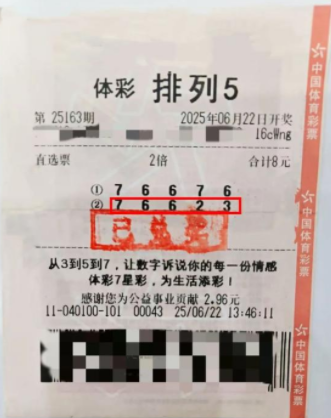 体彩 排列5
第 25163期 2025年06月22日开奖
16cWng
直选票 2倍 合计8元
① 7 6 6 7 6
② 7 6 6 2 3
已兑奖
从3到5到7，让数字诉说你的每一份情感
体彩7星彩，为生活添彩！
感谢您为公益事业贡献 2.96元
11-040100-101 00043 25/06/22 13:46:11
中国体育彩票
中国体育彩票
中国体育彩票